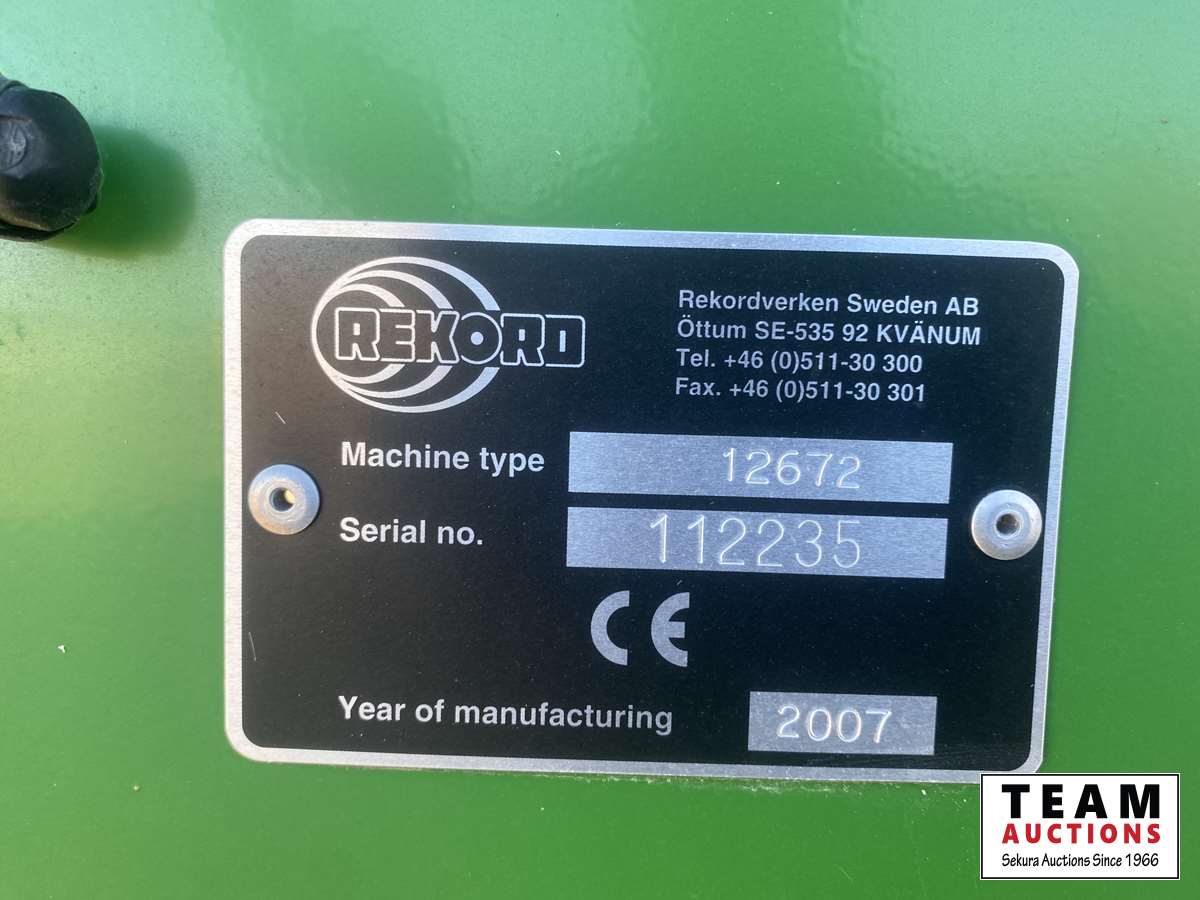 REKORD
Rekordverken Sweden AB
Öttum SE-535 92 KVÄNUM
Tel. +46 (0)511-30 300
Fax. +46 (0)511-30 301
Machine type 12672
Serial no. 112235
CE
Year of manufacturing 2007
TEAM
AUCTIONS
Sekura Auctions Since 1966